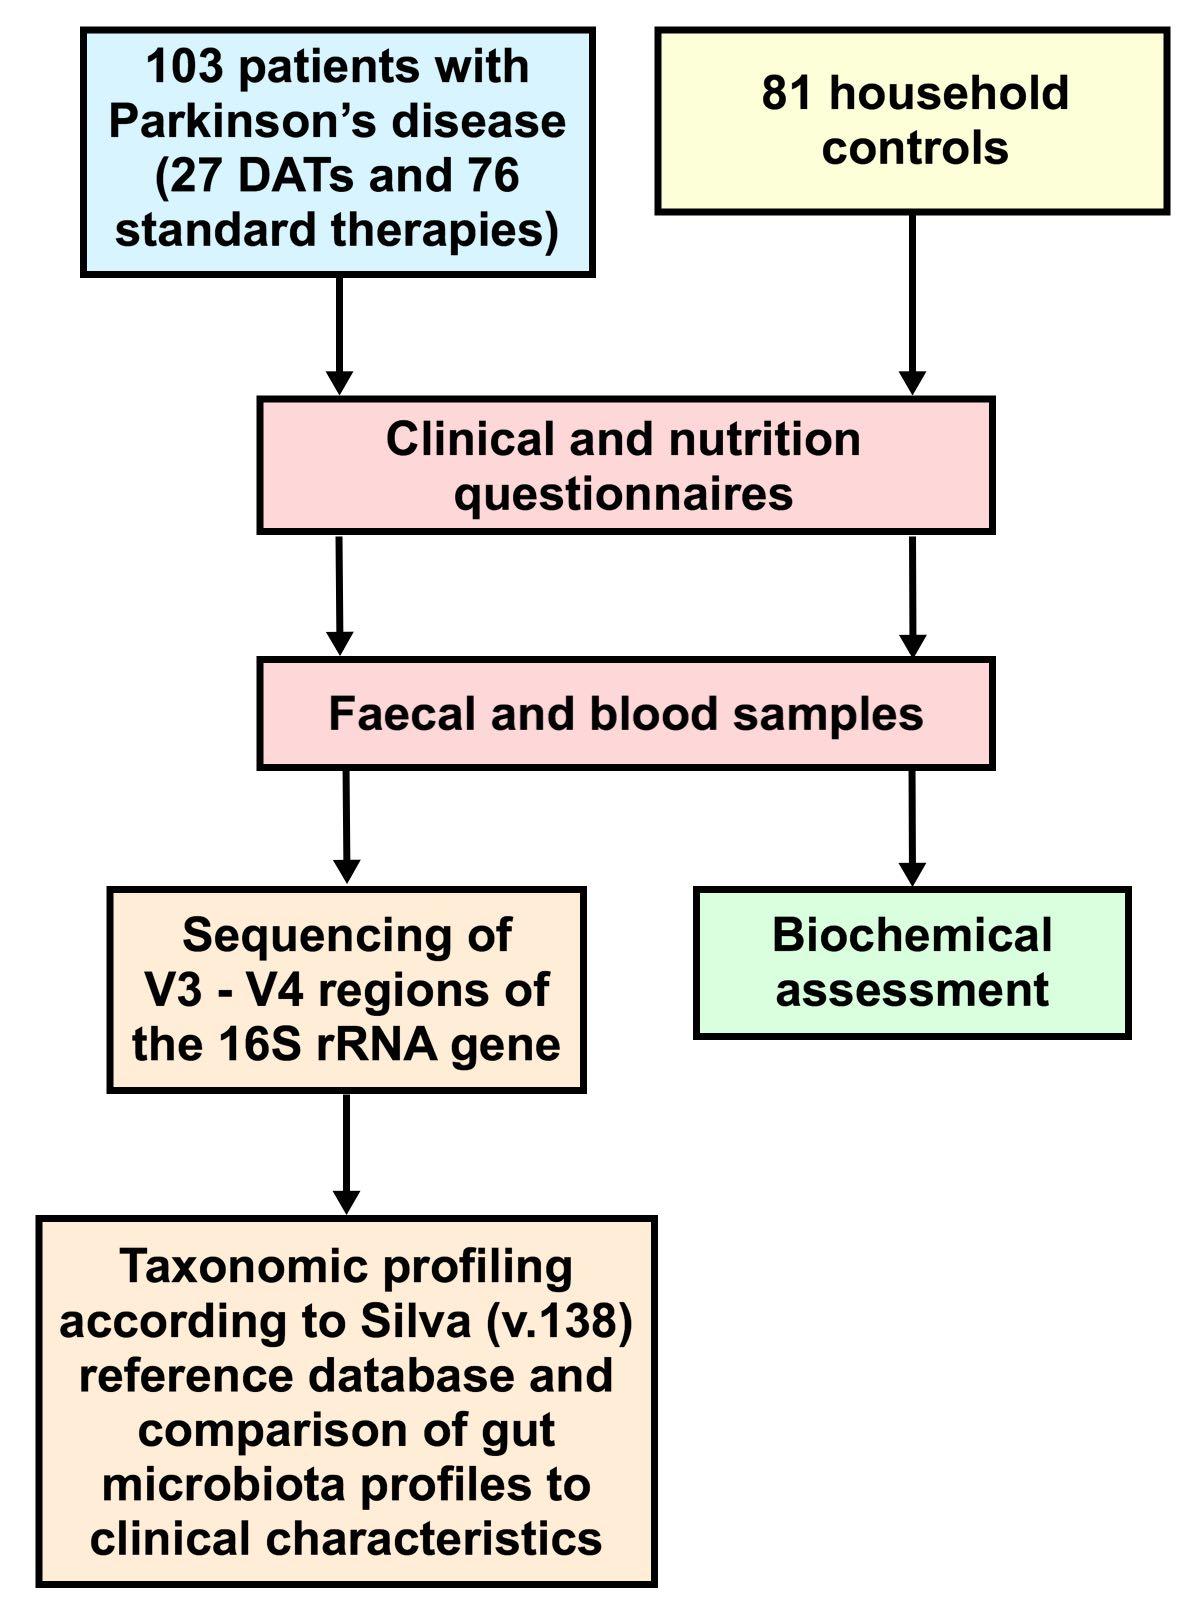 103 patients with
Parkinson’s disease
(27 DATs and 76
standard therapies)
81 household
controls
Clinical and nutrition
questionnaires
Faecal and blood samples
Sequencing of
V3 - V4 regions of
the 16S rRNA gene
Biochemical
assessment
Taxonomic profiling
according to Silva (v.138)
reference database and
comparison of gut
microbiota profiles to
clinical characteristics